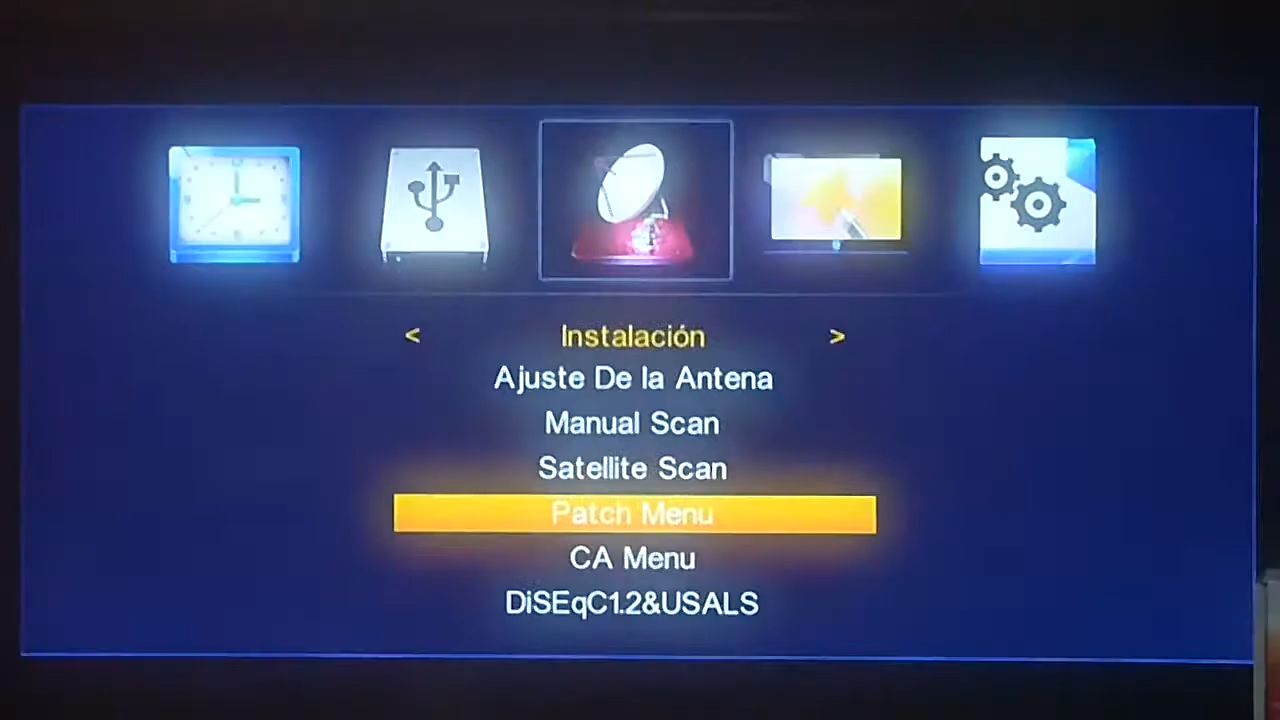 < Instalación >
Ajuste De la Antena
Manual Scan
Satellite Scan
Patch Menu
CA Menu
DiSEqC1.2&USALS